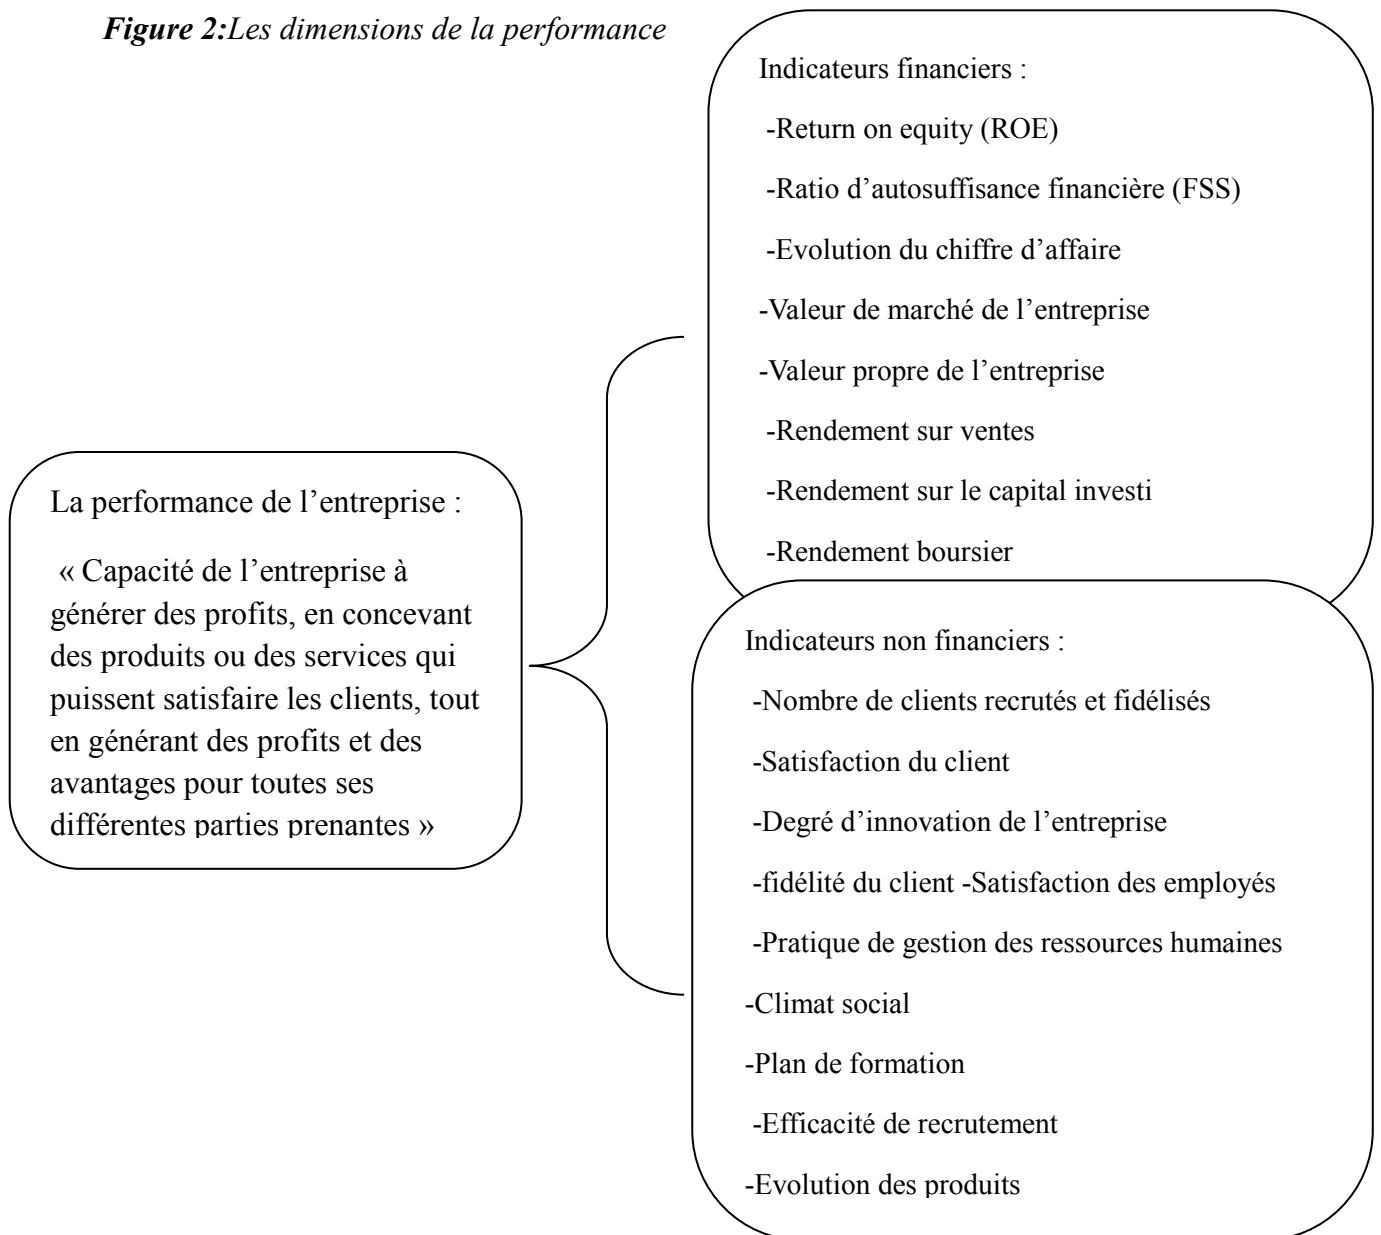 Figure 2:Les dimensions de la performance
Indicateurs financiers :
-Return on equity (ROE)
-Ratio d’autosuffisance financière (FSS)
-Evolution du chiffre d’affaire
-Valeur de marché de l’entreprise
-Valeur propre de l’entreprise
-Rendement sur ventes
-Rendement sur le capital investi
-Rendement boursier
La performance de l’entreprise :
« Capacité de l’entreprise à
générer des profits, en concevant
des produits ou des services qui
puissent satisfaire les clients, tout
en générant des profits et des
avantages pour toutes ses
différentes parties prenantes »
Indicateurs non financiers :
-Nombre de clients recrutés et fidélisés
-Satisfaction du client
-Degré d’innovation de l’entreprise
-fidélité du client -Satisfaction des employés
-Pratique de gestion des ressources humaines
-Climat social
-Plan de formation
-Efficacité de recrutement
-Evolution des produits